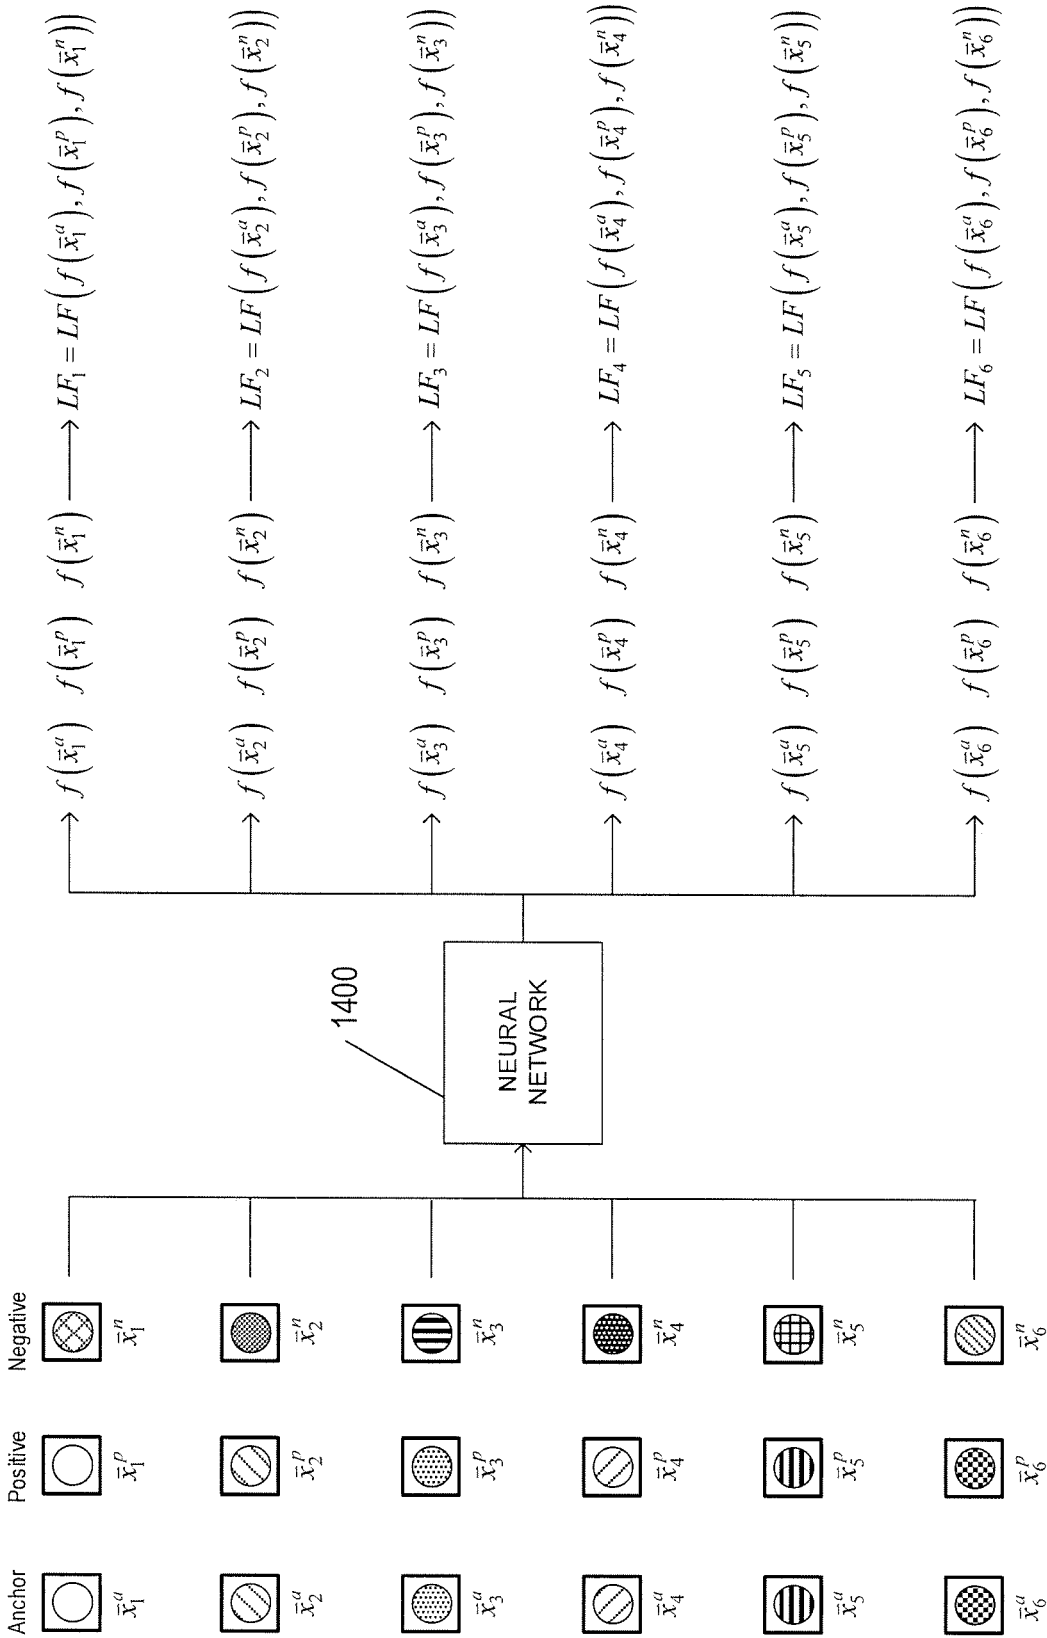 Anchor Positive Negative
x̄₁ᵃ x̄₁ᵖ x̄₁ⁿ
x̄₂ᵃ x̄₂ᵖ x̄₂ⁿ
x̄₃ᵃ x̄₃ᵖ x̄₃ⁿ
x̄₄ᵃ x̄₄ᵖ x̄₄ⁿ
x̄₅ᵃ x̄₅ᵖ x̄₅ⁿ
x̄₆ᵃ x̄₆ᵖ x̄₆ⁿ
1400
NEURAL
NETWORK
f(x̄₁ᵃ) f(x̄₁ᵖ) f(x̄₁ⁿ) → LF₁ = LF(f(x̄₁ᵃ), f(x̄₁ᵖ), f(x̄₁ⁿ))
f(x̄₂ᵃ) f(x̄₂ᵖ) f(x̄₂ⁿ) → LF₂ = LF(f(x̄₂ᵃ), f(x̄₂ᵖ), f(x̄₂ⁿ))
f(x̄₃ᵃ) f(x̄₃ᵖ) f(x̄₃ⁿ) → LF₃ = LF(f(x̄₃ᵃ), f(x̄₃ᵖ), f(x̄₃ⁿ))
f(x̄₄ᵃ) f(x̄₄ᵖ) f(x̄₄ⁿ) → LF₄ = LF(f(x̄₄ᵃ), f(x̄₄ᵖ), f(x̄₄ⁿ))
f(x̄₅ᵃ) f(x̄₅ᵖ) f(x̄₅ⁿ) → LF₅ = LF(f(x̄₅ᵃ), f(x̄₅ᵖ), f(x̄₅ⁿ))
f(x̄₆ᵃ) f(x̄₆ᵖ) f(x̄₆ⁿ) → LF₆ = LF(f(x̄₆ᵃ), f(x̄₆ᵖ), f(x̄₆ⁿ))